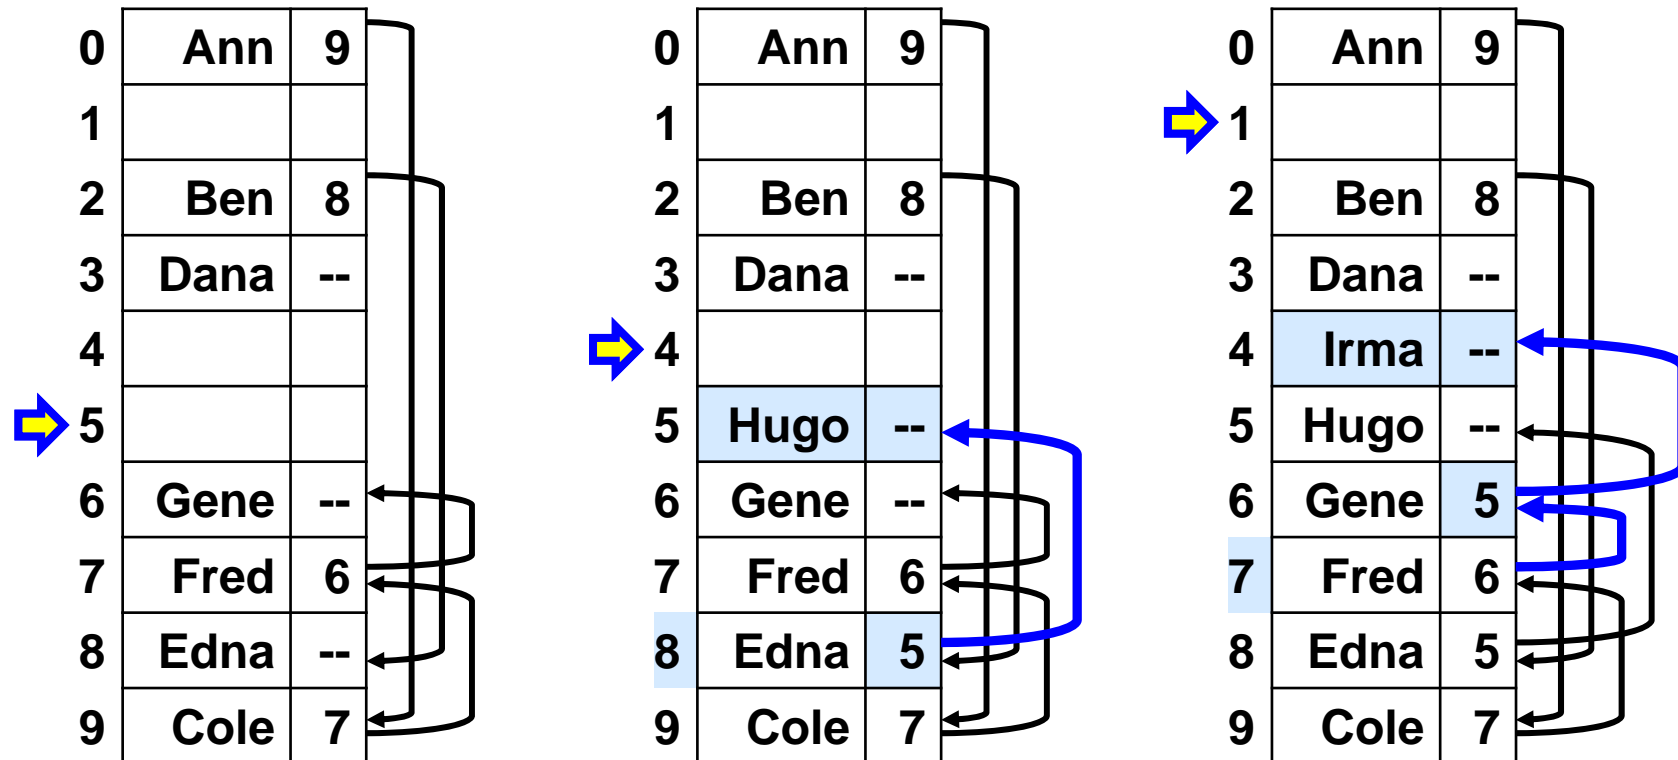 0 Ann 9
1
2 Ben 8
3 Dana --
4
5
6 Gene --
7 Fred 6
8 Edna --
9 Cole 7
0 Ann 9
1
2 Ben 8
3 Dana --
4
5 Hugo --
6 Gene --
7 Fred 6
8 Edna 5
9 Cole 7
0 Ann 9
1
2 Ben 8
3 Dana --
4 Irma --
5 Hugo --
6 Gene 5
7 Fred 6
8 Edna 5
9 Cole 7